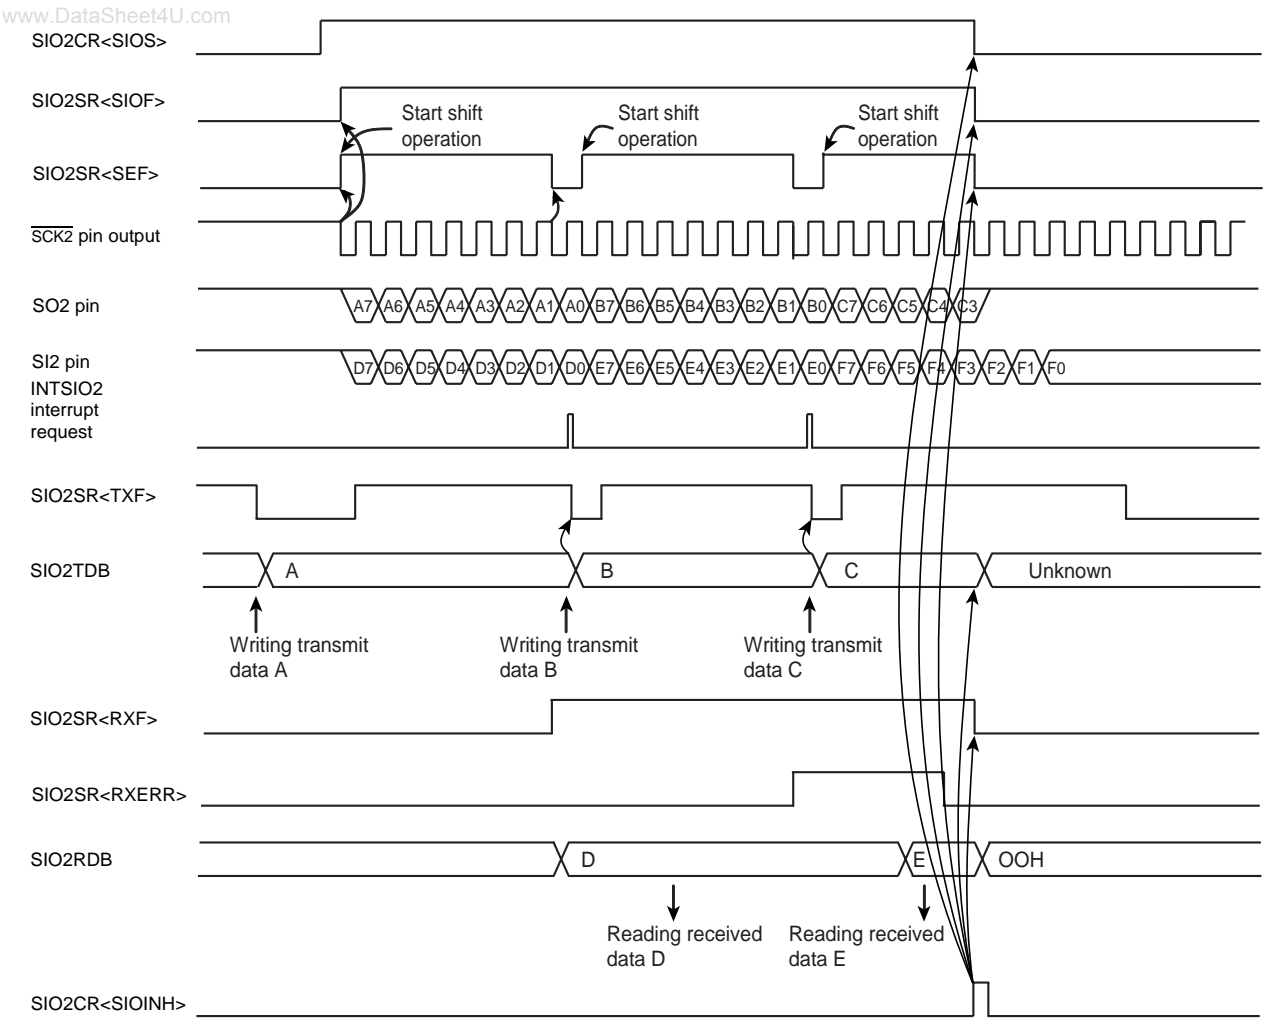 www.DataSheet4U.com
SIO2CR<SIOS>
SIO2SR<SIOF>
Start shift
operation
Start shift
operation
Start shift
operation
SIO2SR<SEF>
SCK2 pin output
SO2 pin
A7 A6 A5 A4 A3 A2 A1 A0 B7 B6 B5 B4 B3 B2 B1 B0 C7 C6 C5 C4 C3
SI2 pin
D7 D6 D5 D4 D3 D2 D1 D0 E7 E6 E5 E4 E3 E2 E1 E0 F7 F6 F5 F4 F3 F2 F1 F0
INTSIO2
interrupt
request
SIO2SR<TXF>
SIO2TDB
A B C Unknown
Writing transmit
data A
Writing transmit
data B
Writing transmit
data C
SIO2SR<RXF>
SIO2SR<RXERR>
SIO2RDB
D E OOH
Reading received
data D
Reading received
data E
SIO2CR<SIOINH>